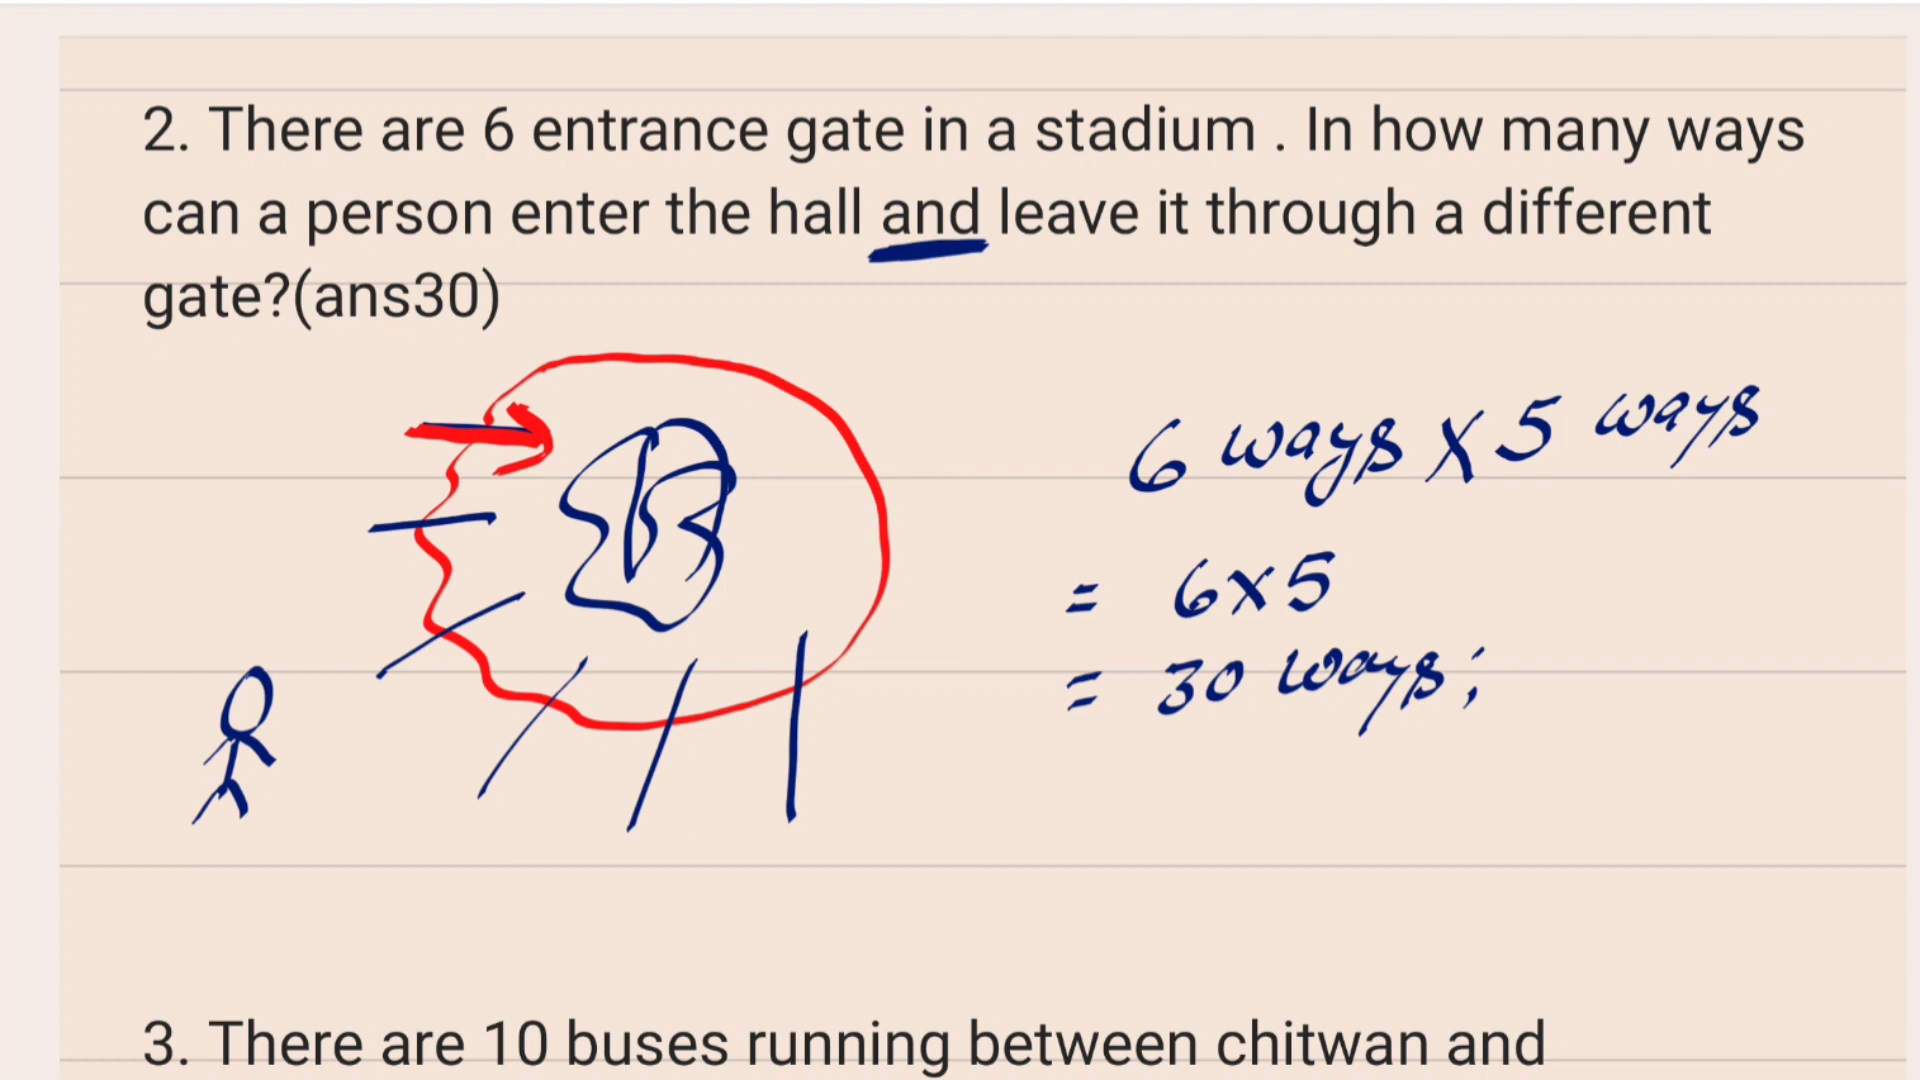 2. There are 6 entrance gate in a stadium . In how many ways
can a person enter the hall and leave it through a different
gate?(ans30)
6 ways x 5 ways
= 6x5
= 30 ways;
3. There are 10 buses running between chitwan and